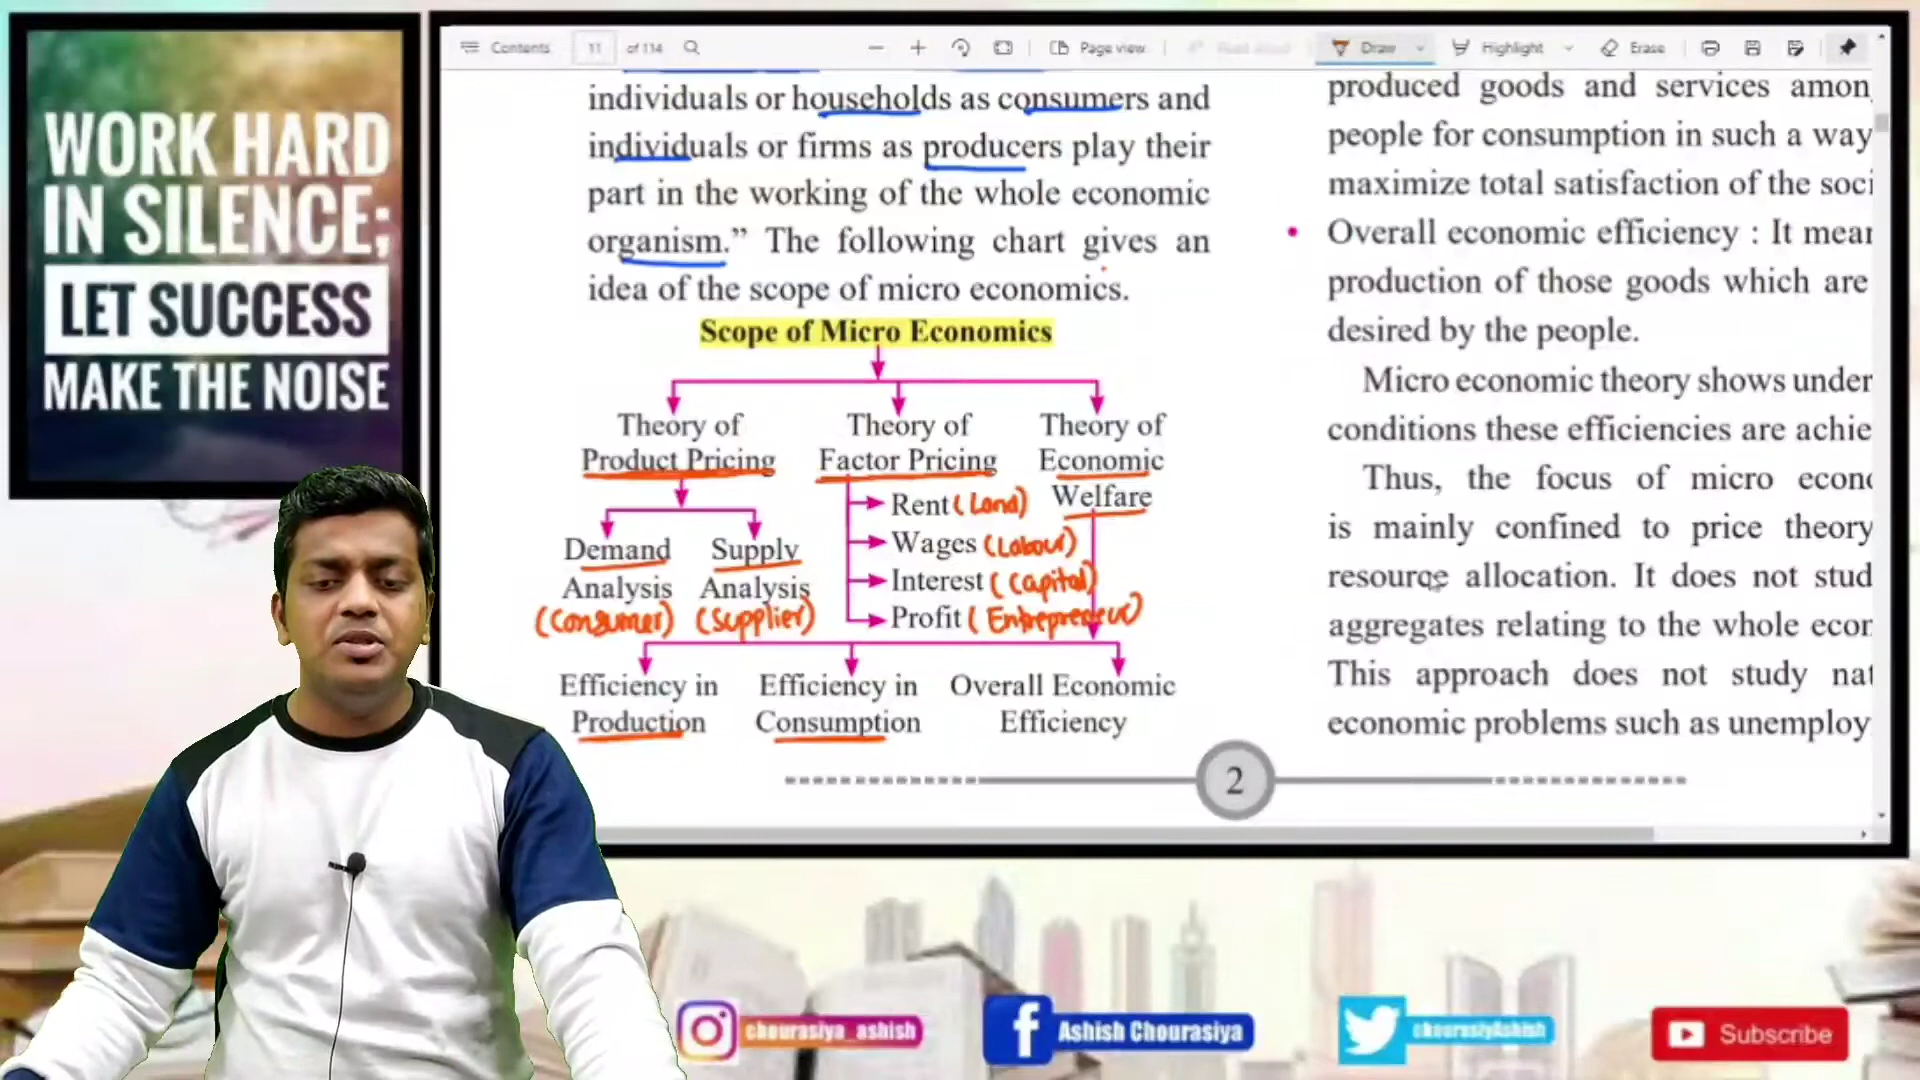 WORK HARD
IN SILENCE;
LET SUCCESS
MAKE THE NOISE
Contents 11 of 114 Page view Read aloud Draw Highlight Erase
individuals or households as consumers and
individuals or firms as producers play their
part in the working of the whole economic
organism.” The following chart gives an
idea of the scope of micro economics.
Scope of Micro Economics
Theory of
Product Pricing
Theory of
Factor Pricing
Theory of
Economic
Welfare
Demand
Analysis
(Consumer)
Supply
Analysis
(Supplier)
Rent (Land)
Wages (Labour)
Interest (Capital)
Profit (Entrepreneur)
Efficiency in
Production
Efficiency in
Consumption
Overall Economic
Efficiency
produced goods and services amon
people for consumption in such a way
maximize total satisfaction of the soci
• Overall economic efficiency : It mean
production of those goods which are
desired by the people.
Micro economic theory shows under
conditions these efficiencies are achie
Thus, the focus of micro econo
is mainly confined to price theory
resource allocation. It does not stud
aggregates relating to the whole econ
This approach does not study nat
economic problems such as unemploy
2
chourasiya_ashish
Ashish Chourasiya
chourasiyAshish
Subscribe